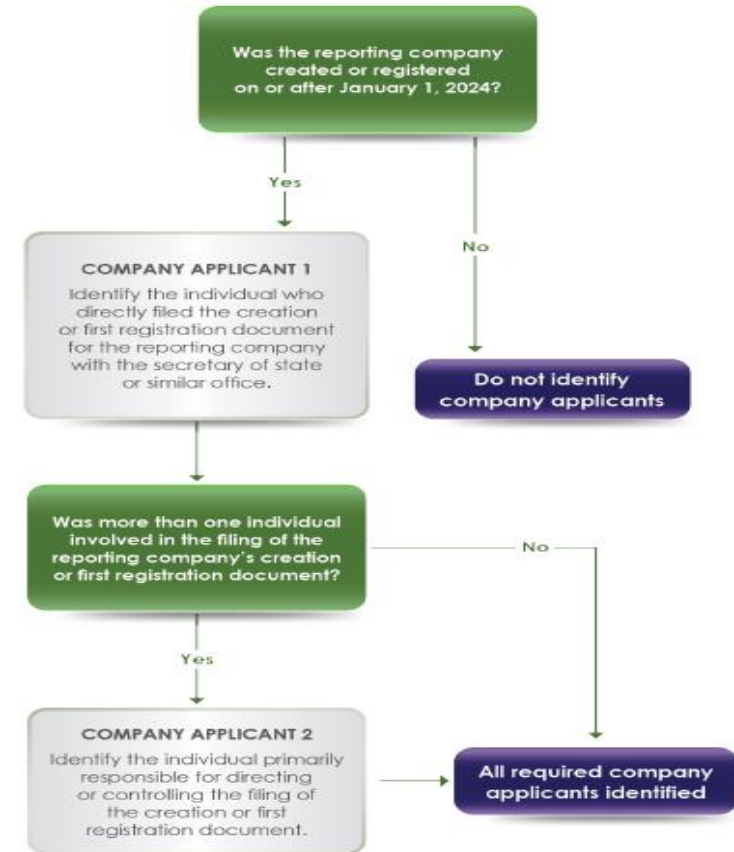 Was the reporting company
created or registered
on or after January 1, 2024?
Yes
No
COMPANY APPLICANT 1
Identify the individual who
directly filed the creation
or first registration document
for the reporting company
with the secretary of state
or similar office.
Do not identify
company applicants
Was more than one individual
involved in the filing of the
reporting company's creation
or first registration document?
No
Yes
COMPANY APPLICANT 2
Identify the individual primarily
responsible for directing
or controlling the filing of
the creation or first
registration document.
All required company
applicants identified